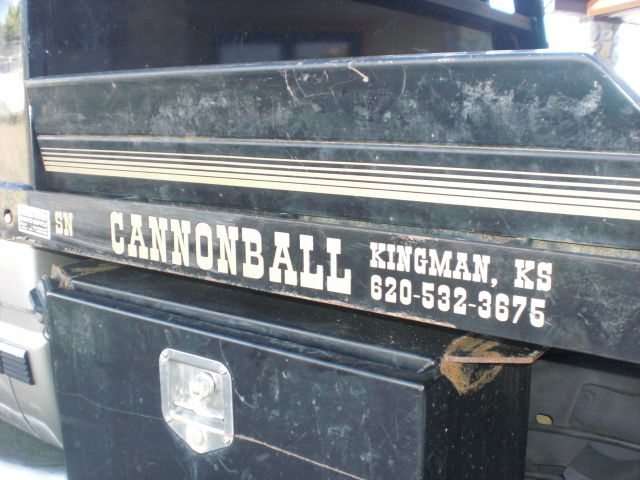 SN CANNONBALL
KINGMAN, KS
620-532-3675